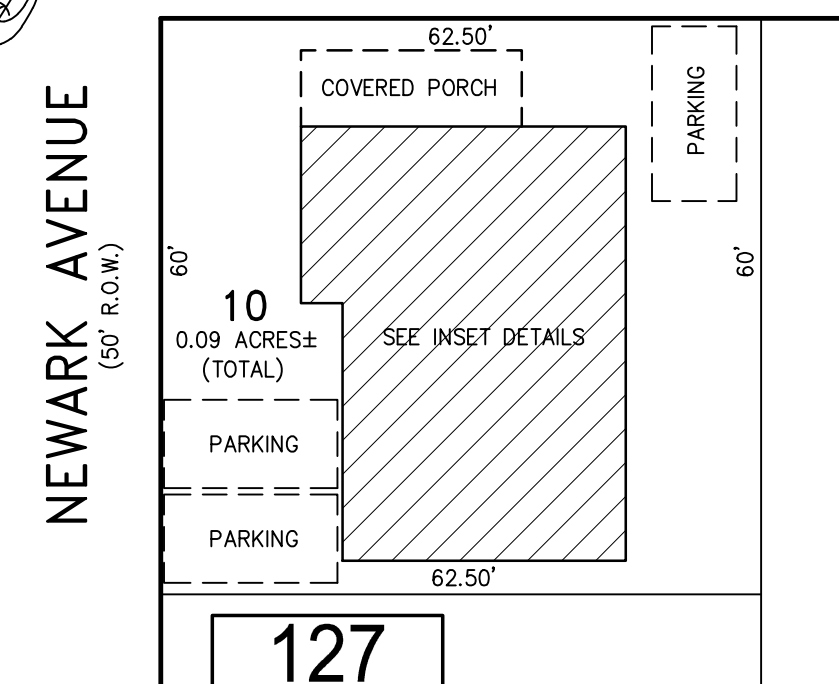 62.50'
COVERED PORCH
PARKING
NEWARK AVENUE
(50' R.O.W.)
60'
60'
10
0.09 ACRES±
(TOTAL)
SEE INSET DETAILS
PARKING
PARKING
62.50'
127